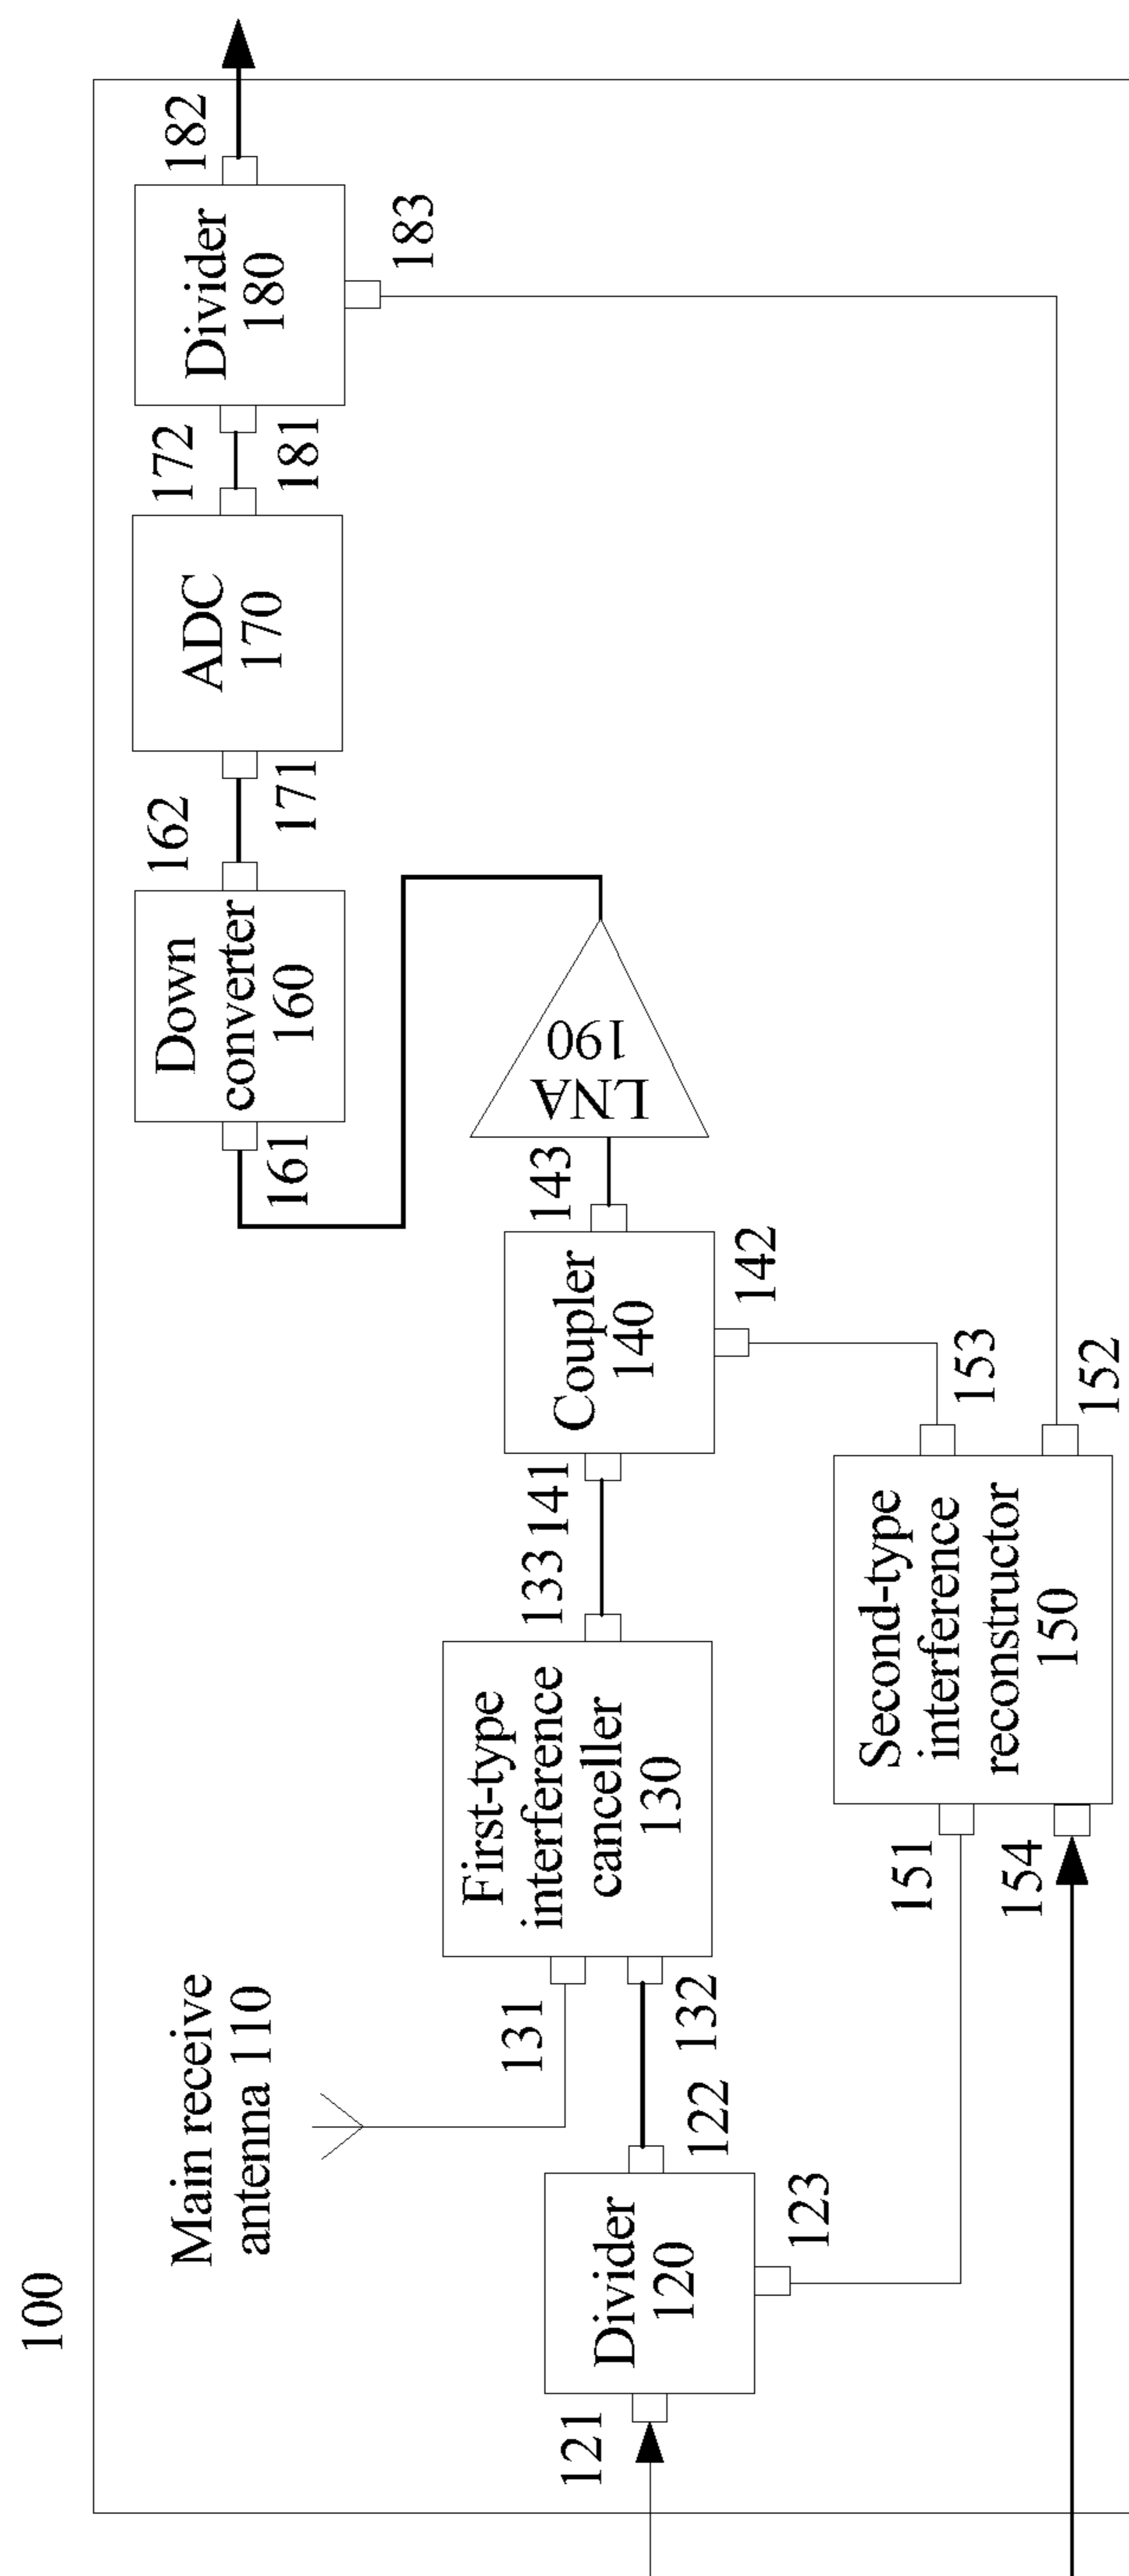 100
Main receive
antenna 110
121
Divider
120
122
123
131
132
First-type
interference
canceller
130
133
141
Coupler
140
143
142
LNA
190
151
154
Second-type
interference
reconstructor
150
153
152
161
Down
converter
160
162
171
ADC
170
172
181
Divider
180
182
183